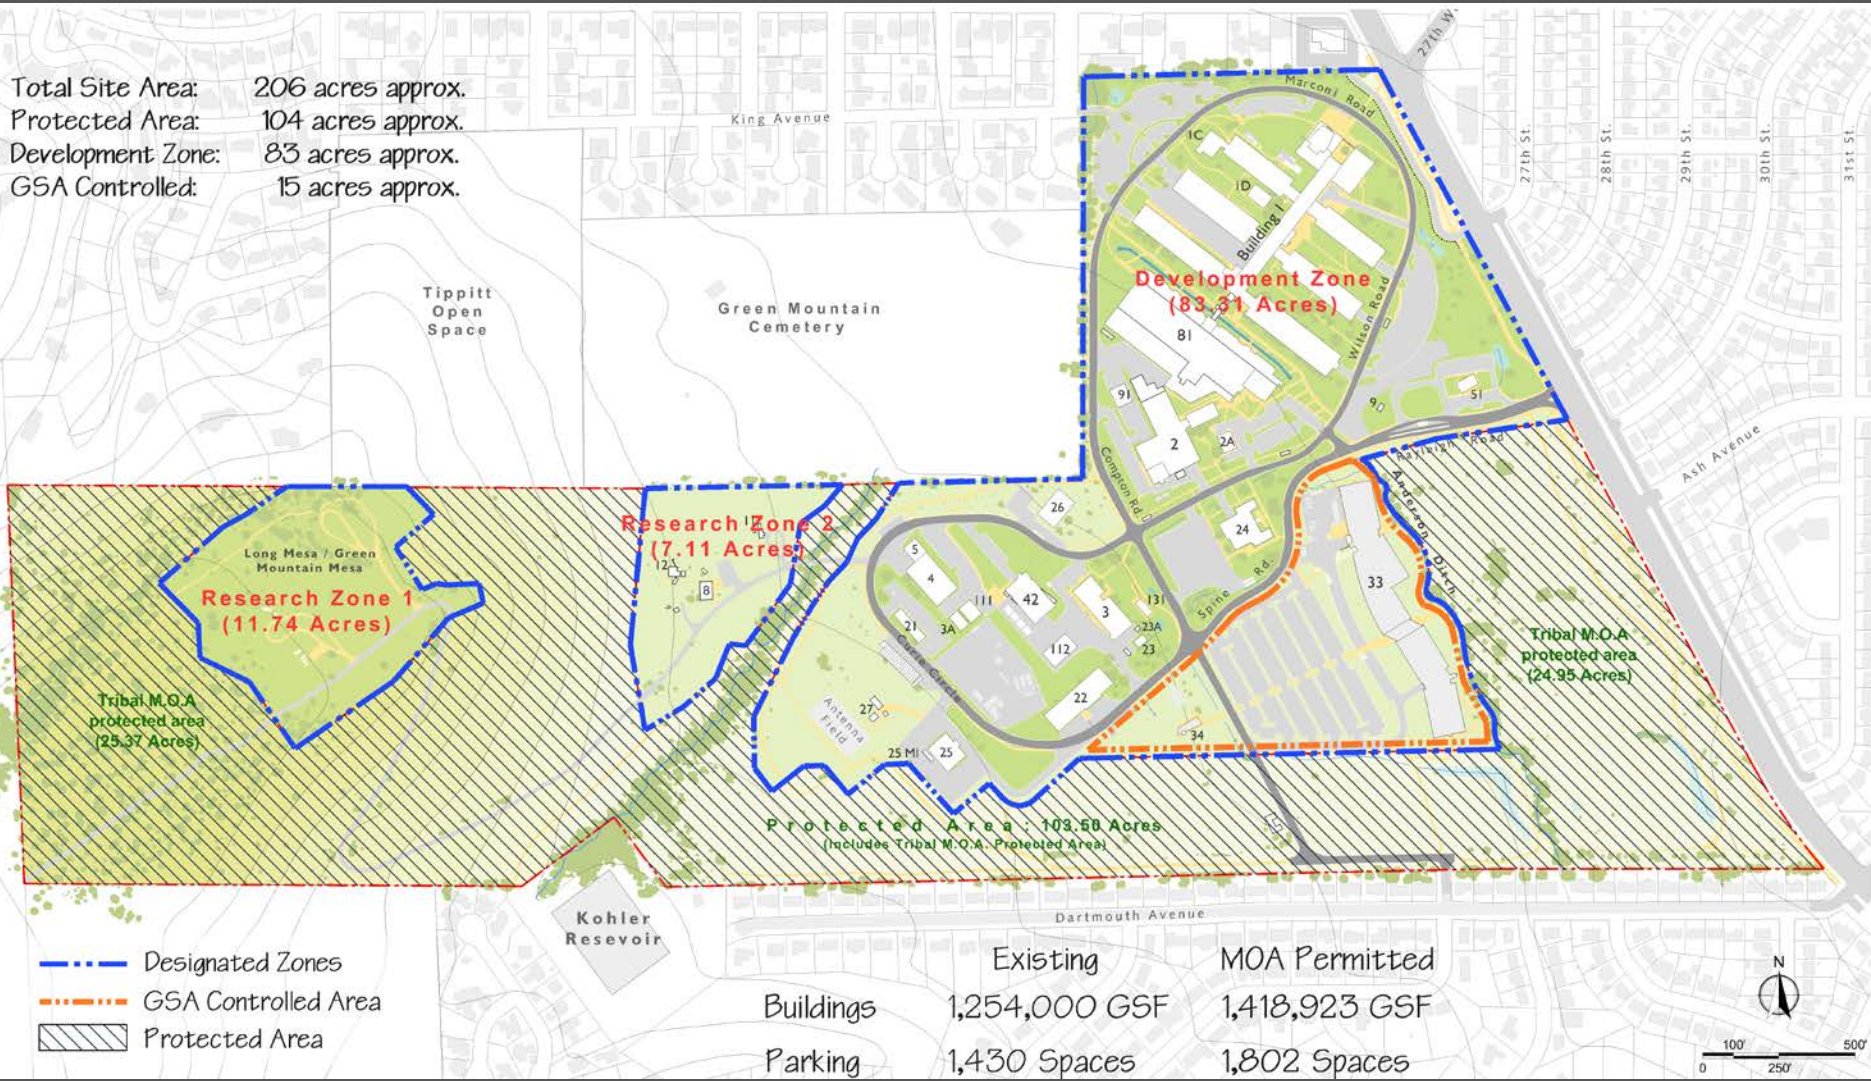 Total Site Area: 206 acres approx.
Protected Area: 104 acres approx.
Development Zone: 83 acres approx.
GSA Controlled: 15 acres approx.
King Avenue
27th W.
27th St.
28th St.
29th St.
30th St.
31st St.
Marconi Road
1C
1D
Building 1
Tippitt
Open
Space
Green Mountain
Cemetery
Development Zone
(83.31 Acres)
81
Wilson Road
91
2
2A
9
51
Rayleigh Road
Ash Avenue
Compton Rd.
Anderson Ditch
26
24
Spine Rd.
33
34
Long Mesa / Green
Mountain Mesa
Research Zone 1
(11.74 Acres)
Research Zone 2
(7.11 Acres)
12
8
5
4
111
42
3
131
21
3A
23A
23
112
Curie Circle
22
27
Antenna
Field
25 MI
25
Tribal M.O.A
protected area
(25.37 Acres)
Tribal M.O.A
protected area
(24.95 Acres)
Protected Area: 103.50 Acres
(Includes Tribal M.O.A. Protected Area)
Kohler
Resevoir
Dartmouth Avenue
Designated Zones
GSA Controlled Area
Protected Area
Existing MOA Permitted
Buildings 1,254,000 GSF 1,418,923 GSF
Parking 1,430 Spaces 1,802 Spaces
N
100' 500'
0 250'